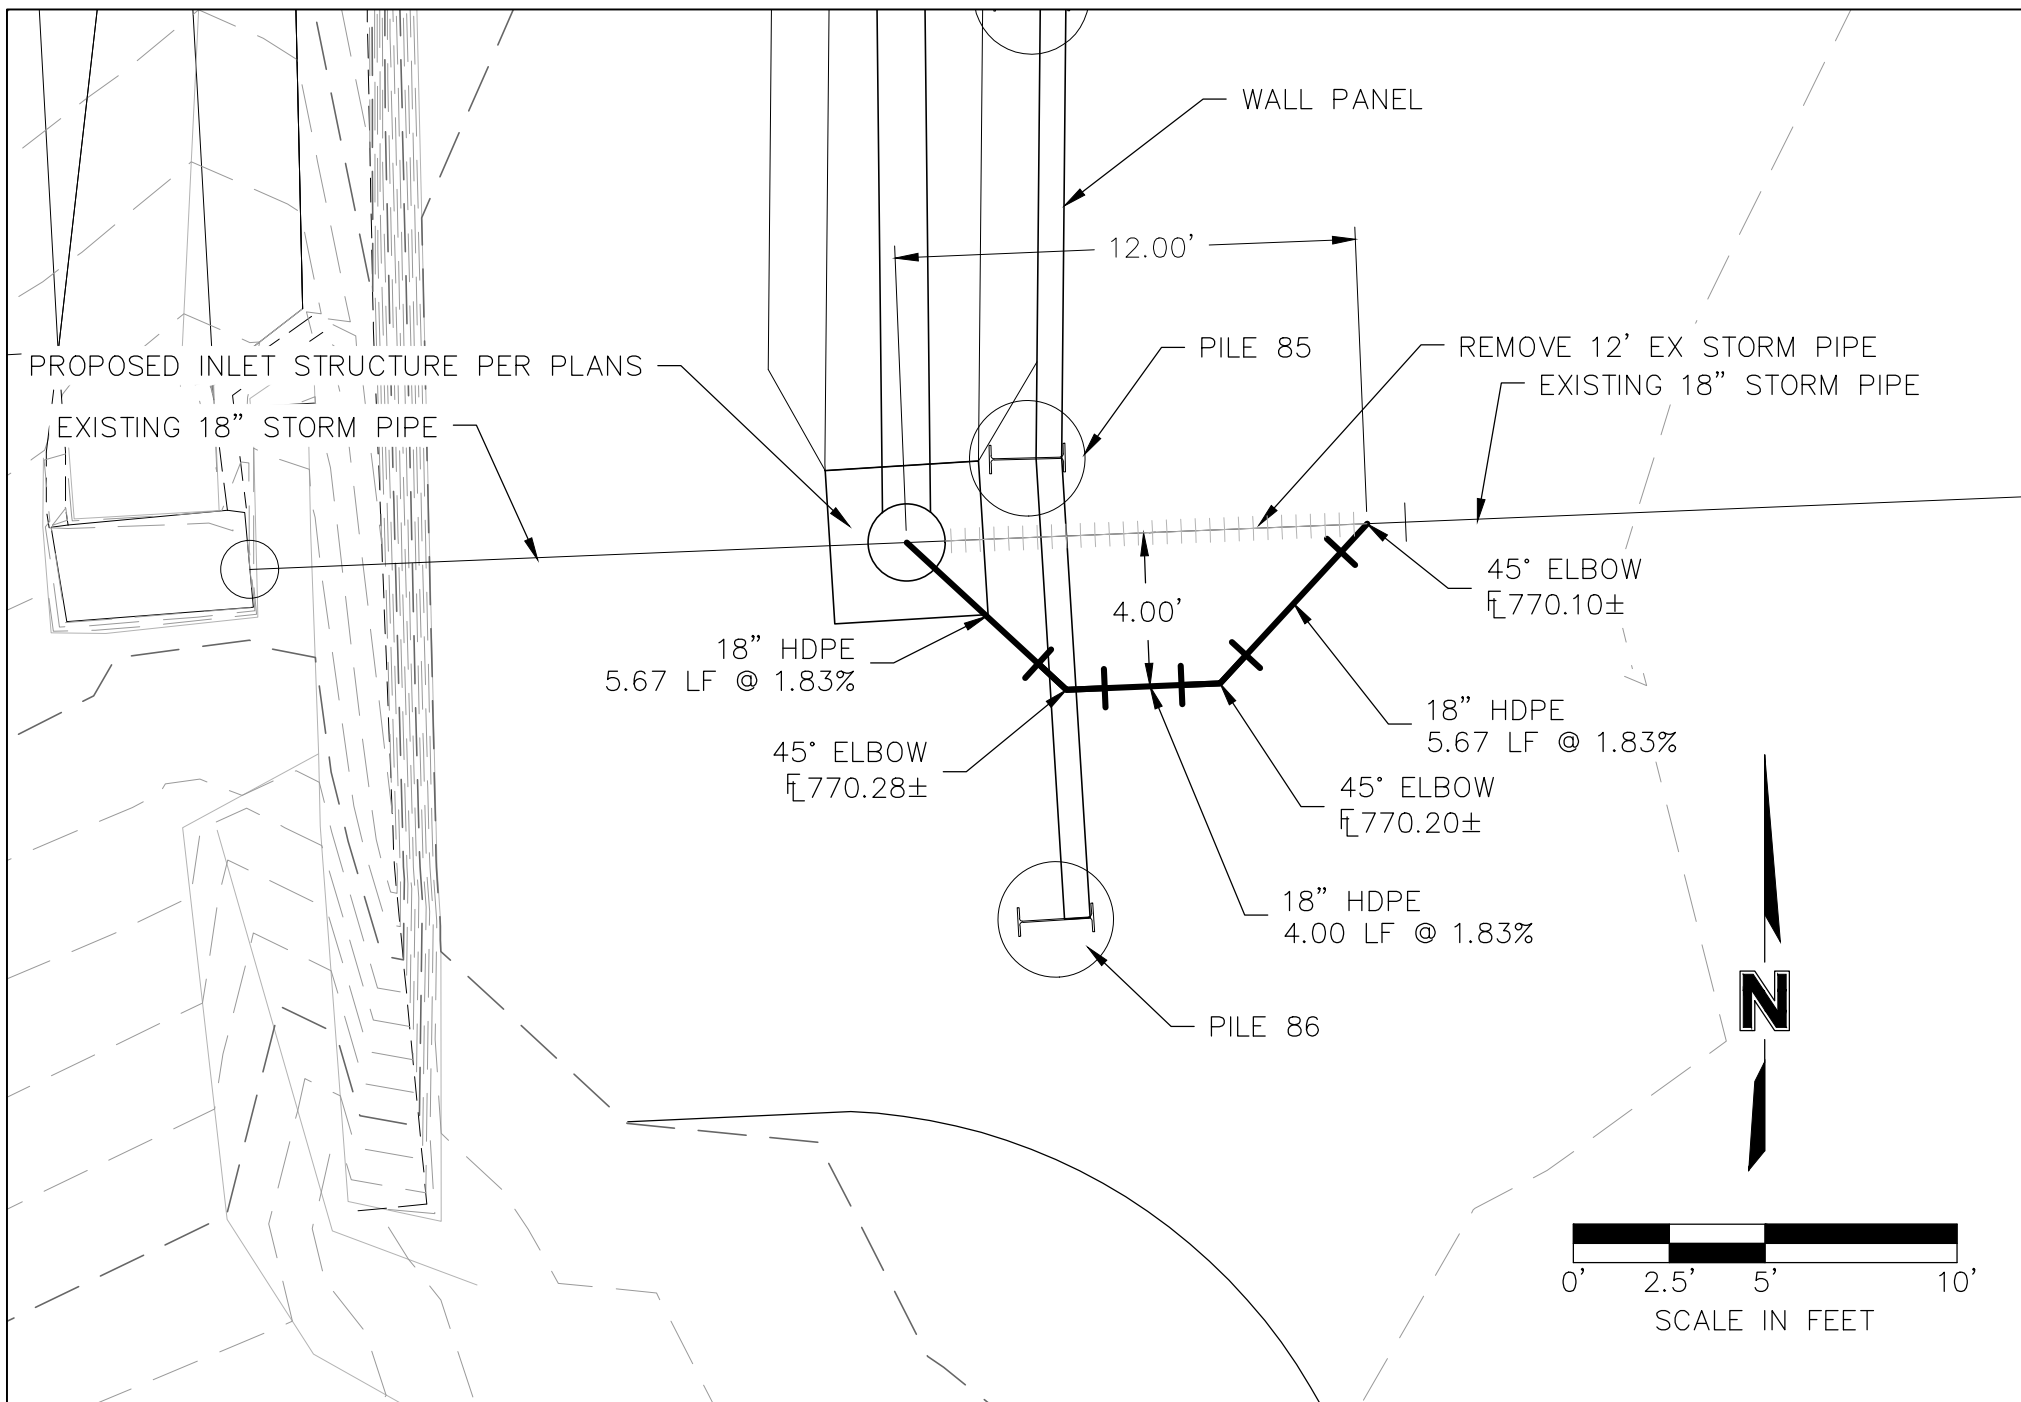 WALL PANEL
12.00'
PROPOSED INLET STRUCTURE PER PLANS
PILE 85
REMOVE 12' EX STORM PIPE
EXISTING 18" STORM PIPE
EXISTING 18" STORM PIPE
45° ELBOW
FL770.10±
4.00'
18" HDPE
5.67 LF @ 1.83%
18" HDPE
5.67 LF @ 1.83%
45° ELBOW
FL770.28±
45° ELBOW
FL770.20±
18" HDPE
4.00 LF @ 1.83%
PILE 86
N
0' 2.5' 5' 10'
SCALE IN FEET